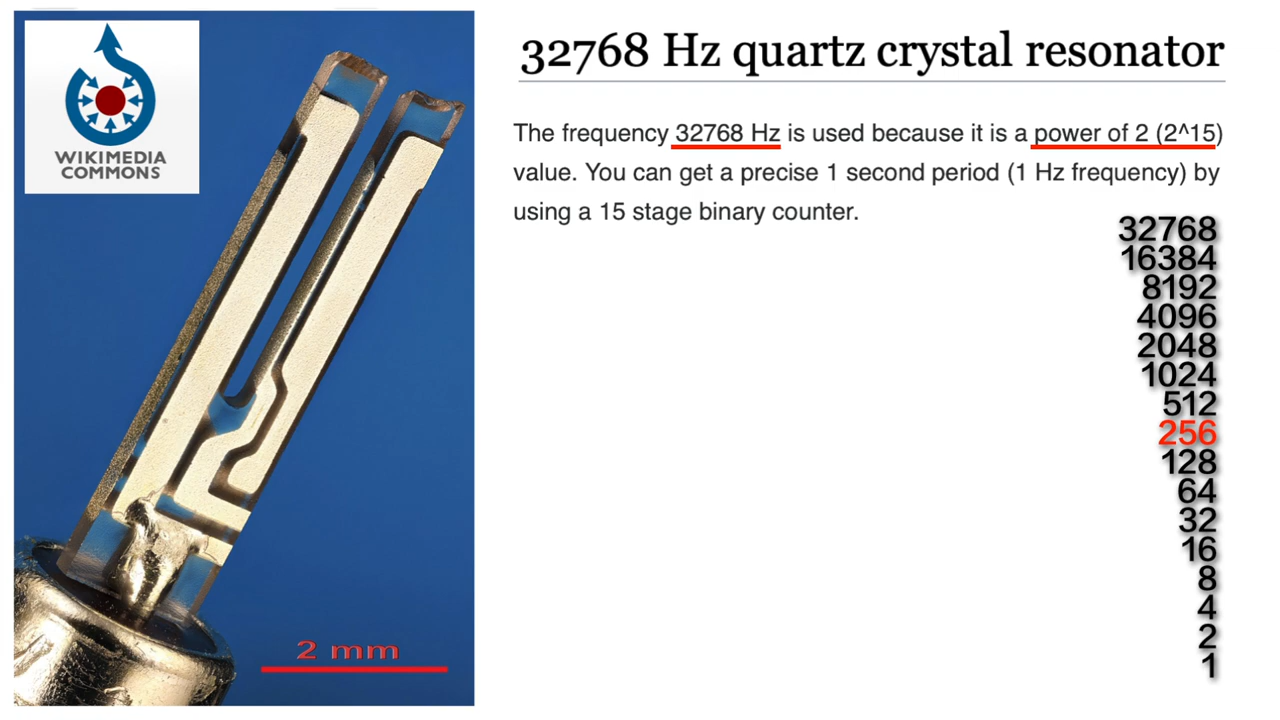 WIKIMEDIA
COMMONS
2 mm
32768 Hz quartz crystal resonator
The frequency 32768 Hz is used because it is a power of 2 (2^15)
value. You can get a precise 1 second period (1 Hz frequency) by
using a 15 stage binary counter.
32768
16384
8192
4096
2048
1024
512
256
128
64
32
16
8
4
2
1